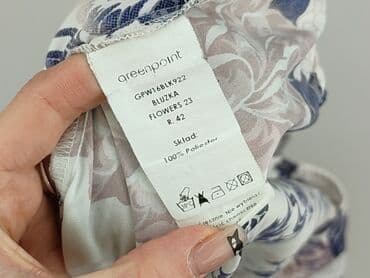 greenpoint
GPW16BLK922
BLUZKA
FLOWERS 23
R. 42
Skład:
100% Poliester